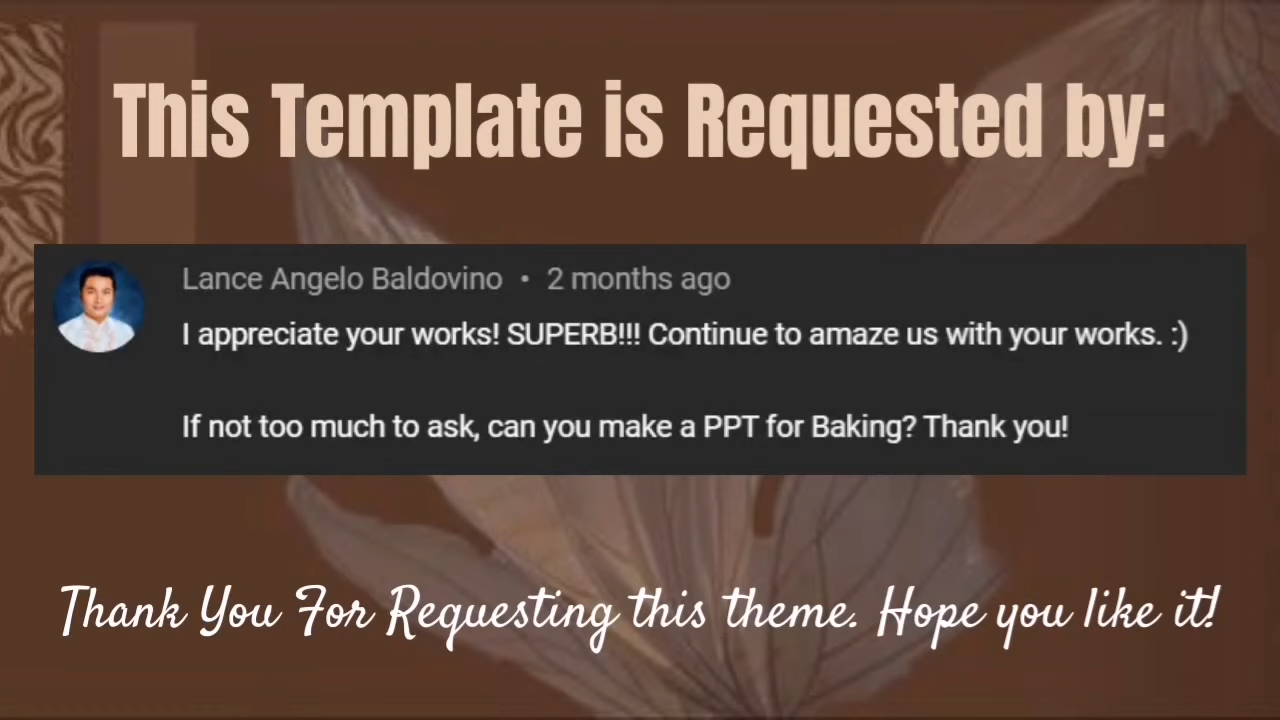 This Template is Requested by:
Lance Angelo Baldovino • 2 months ago
I appreciate your works! SUPERB!!! Continue to amaze us with your works. :)
If not too much to ask, can you make a PPT for Baking? Thank you!
Thank You For Requesting this theme. Hope you like it!